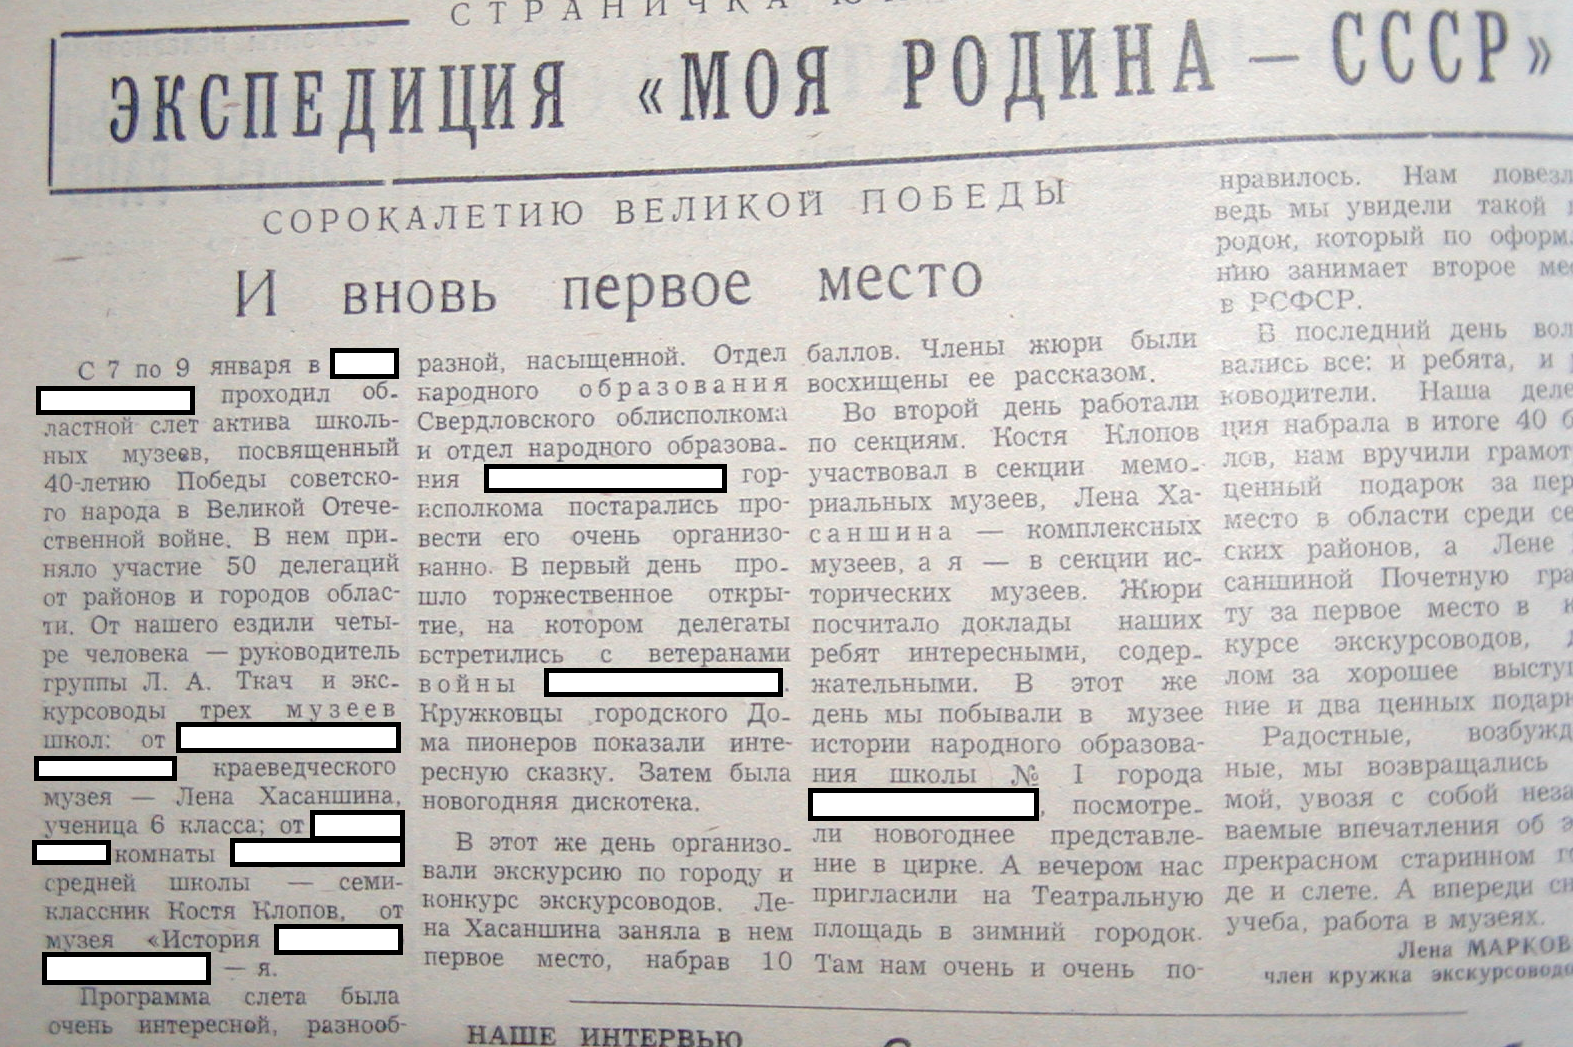 СТРАНИЧКА
ЭКСПЕДИЦИЯ «МОЯ РОДИНА — СССР»
СОРОКАЛЕТИЮ ВЕЛИКОЙ ПОБЕДЫ
И вновь первое место
С 7 по 9 января в
проходил об-
ластной слет актива школь-
ных музеев, посвященный
40-летию Победы советско-
го народа в Великой Отече-
ственной войне. В нем при-
няло участие 50 делегаций
от районов и городов облас-
ти. От нашего ездили четы-
ре человека — руководитель
группы Л. А. Ткач и экс-
курсоводы трех музеев
школ: от
краеведческого
музея — Лена Хасаншина,
ученица 6 класса; от
комнаты
средней школы — семи-
классник Костя Клопов, от
музея «История
— я.
Программа слета была
очень интересной, разнооб-
разной, насыщенной. Отдел
народного образования
Свердловского облисполкома
и отдел народного образова-
ния гор-
исполкома постарались про-
вести его очень организо-
ванно. В первый день про-
шло торжественное откры-
тие, на котором делегаты
встретились с ветеранами
войны .
Кружковцы городского До-
ма пионеров показали инте-
ресную сказку. Затем была
новогодняя дискотека.
В этот же день организо-
вали экскурсию по городу и
конкурс экскурсоводов. Ле-
на Хасаншина заняла в нем
первое место, набрав 10
баллов. Члены жюри были
восхищены ее рассказом.
Во второй день работали
по секциям. Костя Клопов
участвовал в секции мемо-
риальных музеев, Лена Ха-
саншина — комплексных
музеев, а я — в секции ис-
торических музеев. Жюри
посчитало доклады наших
ребят интересными, содер-
жательными. В этот же
день мы побывали в музее
истории народного образова-
ния школы № I города
, посмотре-
ли новогоднее представле-
ние в цирке. А вечером нас
пригласили на Театральную
площадь в зимний городок.
Там нам очень и очень по-
нравилось. Нам повезл
ведь мы увидели такой
родок, который по оформ
нию занимает второе мес
в РСФСР.
В последний день вол
вались все: и ребята, и
ководители. Наша деле
ция набрала в итоге 40 б
лов, нам вручили грамот
ценный подарок за пер
место в области среди се
ских районов, а Лене
саншиной Почетную гра
ту за первое место в к
курсе экскурсоводов,
лом за хорошее высту
ние и два ценных подар
Радостные, возбужд
ные, мы возвращались
мой, увозя с собой неза
ваемые впечатления об э
прекрасном старинном г
де и слете. А впереди сн
учеба, работа в музеях.
Лена МАРКОВ
член кружка экскурсоводо
НАШЕ ИНТЕРВЬЮ